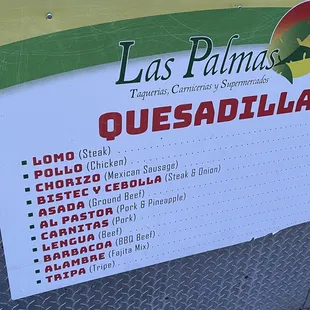 Las Palmas
Taquerias, Carnicerias y Supermercados
QUESADILLA
LOMO (Steak)
POLLO (Chicken)
CHORIZO (Mexican Sausage)
BISTEC Y CEBOLLA (Steak & Onion)
ASADA (Ground Beef)
AL PASTOR (Pork & Pineapple)
CARNITAS (Pork)
LENGUA (Beef)
BARBACOA (BBQ Beef)
ALAMBRE (Fajita Mix)
TRIPA (Tripe)